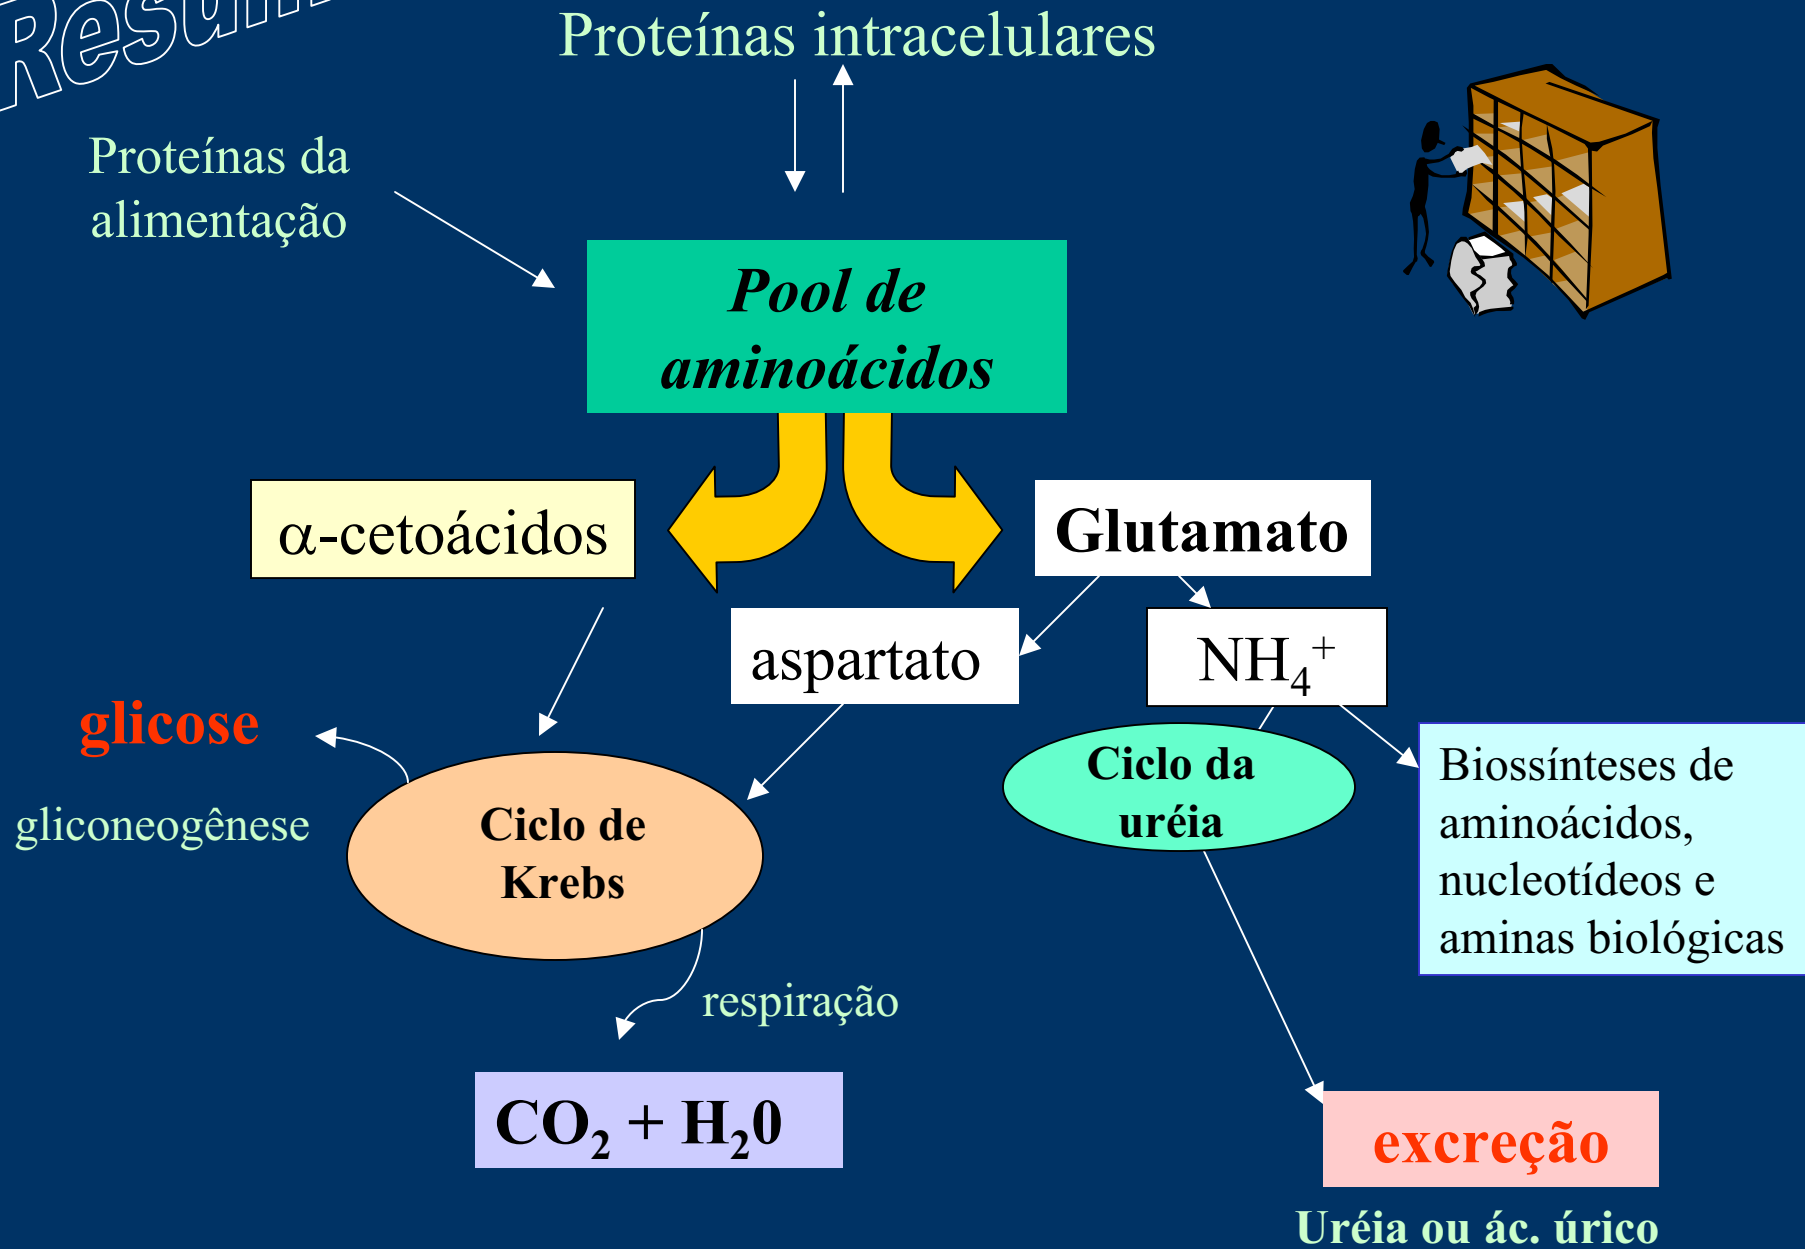 Proteínas intracelulares
Proteínas da
alimentação
Pool de
aminoácidos
α-cetoácidos
Glutamato
aspartato
NH₄⁺
glicose
gliconeogênese
Ciclo de
Krebs
Ciclo da
uréia
Biossínteses de
aminoácidos,
nucleotídeos e
aminas biológicas
respiração
CO₂ + H₂0
excreção
Uréia ou ác. úrico